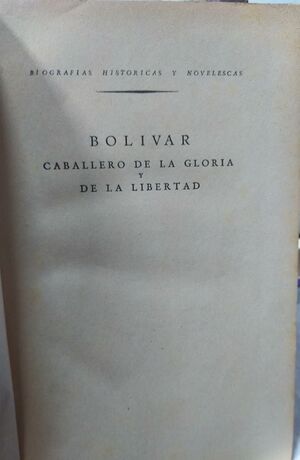 BIOGRAFIAS HISTORICAS Y NOVELESCAS
BOLIVAR
CABALLERO DE LA GLORIA
Y
DE LA LIBERTAD